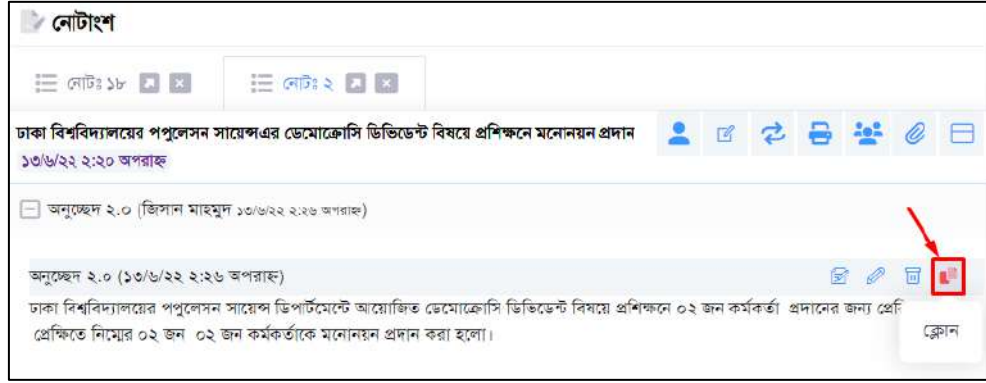 নোটাংশ
নোটঃ ১৮ নোটঃ ২
ঢাকা বিশ্ববিদ্যালয়ের পপুলেসন সায়েন্সএর ডেমোক্রোসি ডিভিডেন্ট বিষয়ে প্রশিক্ষনে মনোনয়ন প্রদান
১৩/৬/২২ ২:২০ অপরাহ্ন
অনুচ্ছেদ ২.০ (জিসান মাহমুদ ১৩/৬/২২ ২:২৬ অপরাহ্ন)
অনুচ্ছেদ ২.০ (১৩/৬/২২ ২:২৬ অপরাহ্ন)
ঢাকা বিশ্ববিদ্যালয়ের পপুলেসন সায়েন্স ডিপার্টমেন্টে আয়োজিত ডেমোক্রোসি ডিভিডেন্ট বিষয়ে প্রশিক্ষনে ০২ জন কর্মকর্তা প্রদানের জন্য
প্রেক্ষিতে নিম্মের ০২ জন ০২ জন কর্মকর্তাকে মনোনয়ন প্রদান করা হলো।
ক্লোন